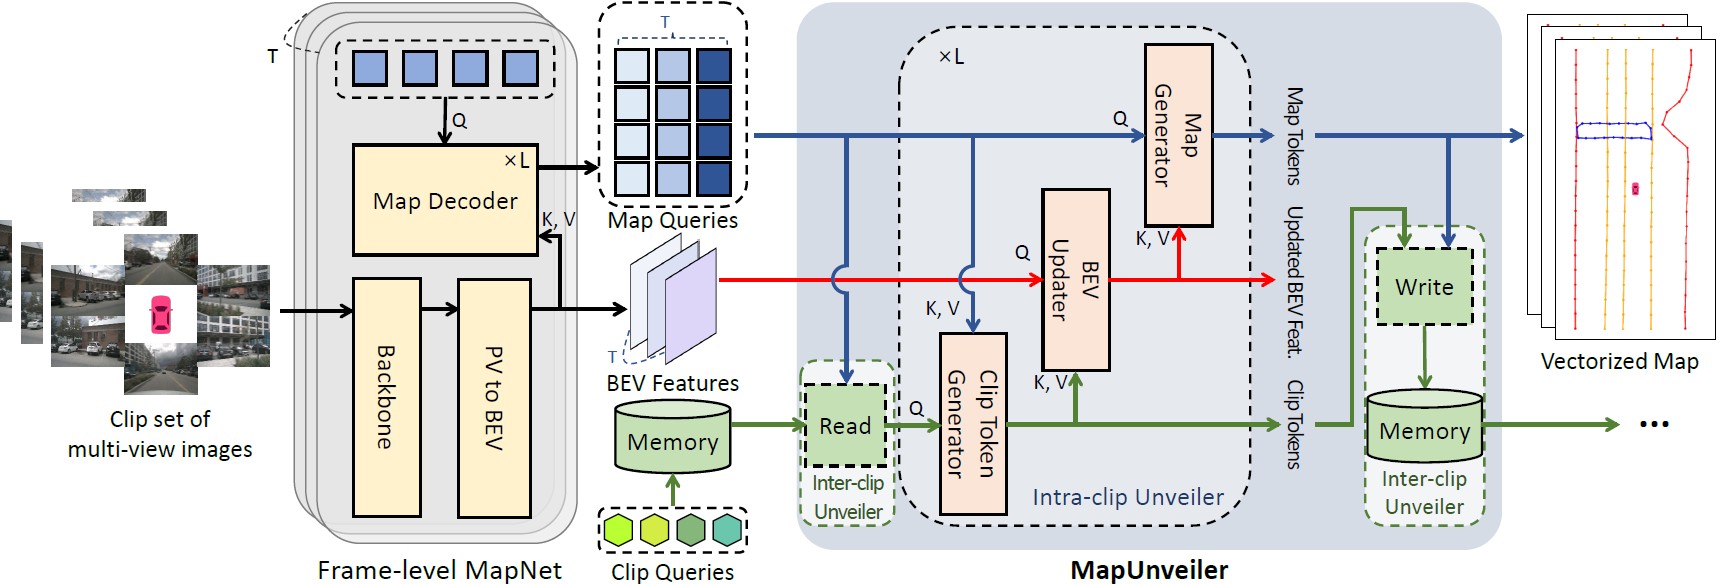 T
Q
×L
Map Decoder
K, V
Backbone
PV to BEV
Clip set of
multi-view images
Frame-level MapNet
T
Map Queries
T
BEV Features
Memory
Clip Queries
Read
Inter-clip
Unveiler
×L
Q
Map
Generator
K, V
Q
BEV
Updater
K, V
K, V
Q
Clip Token
Generator
Intra-clip Unveiler
Map Tokens
Updated BEV Feat.
Clip Tokens
Write
Memory
Inter-clip
Unveiler
MapUnveiler
Vectorized Map
...